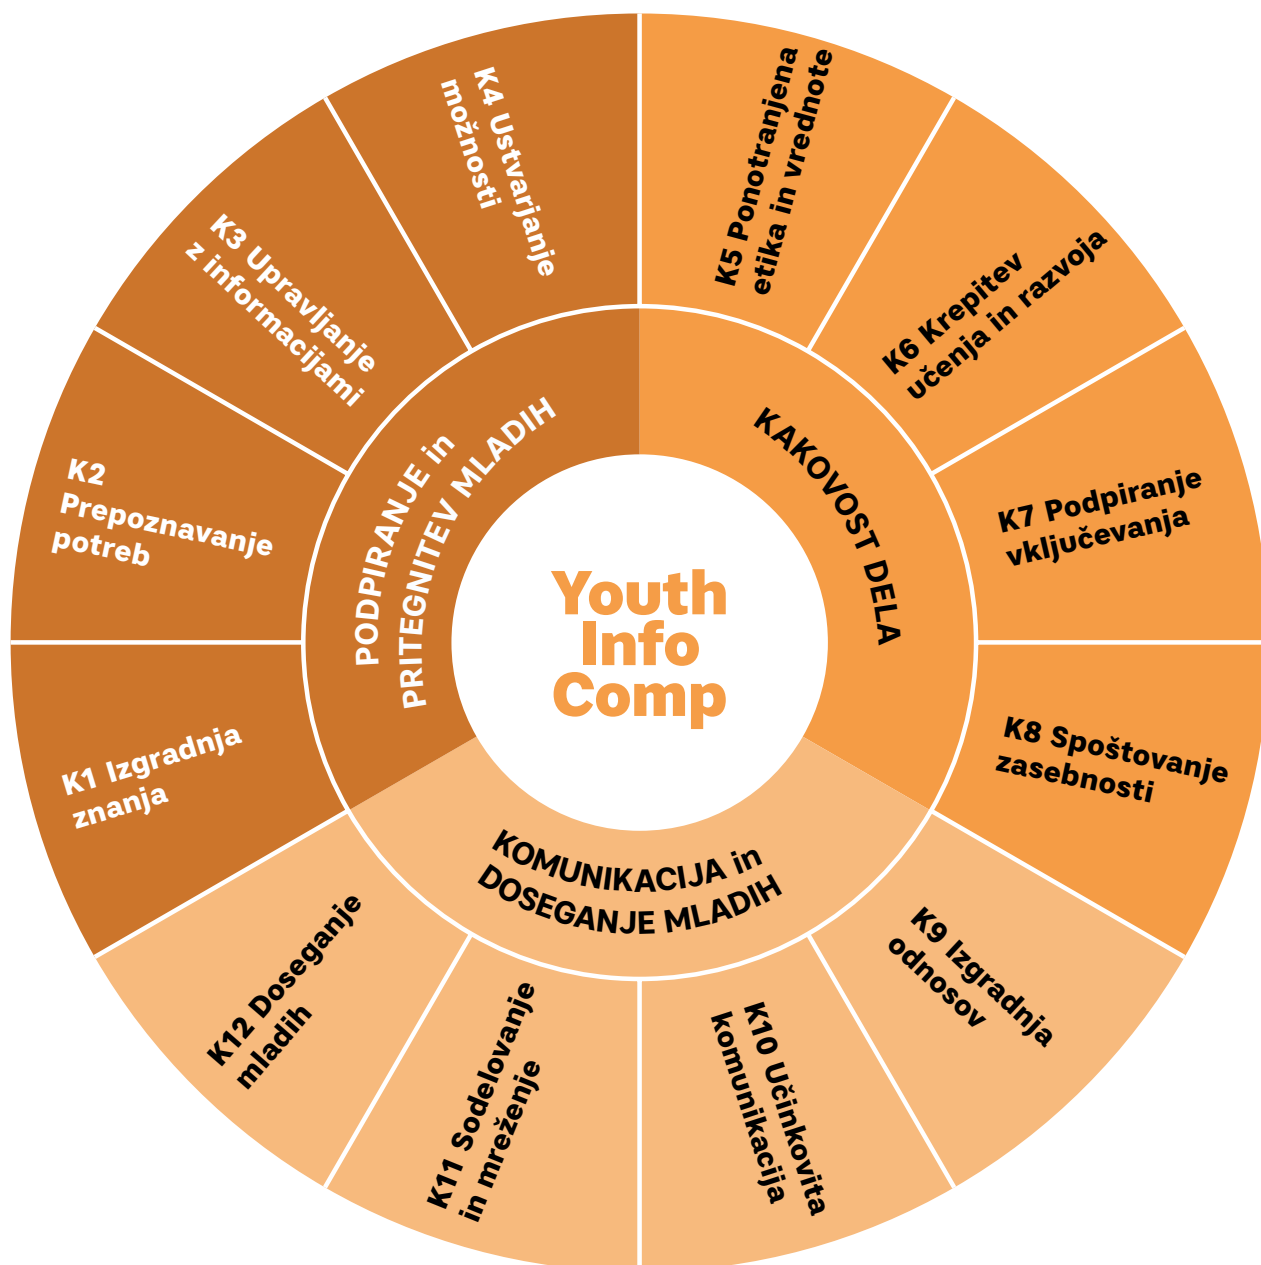 Youth
Info
Comp
PODPIRANJE in
PRITEGNITEV MLADIH
K1 Izgradnja
znanja
K2
Prepoznavanje
potreb
K3 Upravljanje
z informacijami
K4 Ustvarjanje
možnosti
KAKOVOST DELA
K5 Ponotranjena
etika in vrednote
K6 Krepitev
učenja in razvoja
K7 Podpiranje
vključevanja
K8 Spoštovanje
zasebnosti
KOMUNIKACIJA in
DOSEGANJE MLADIH
K9 Izgradnja
odnosov
K10 Učinkovita
komunikacija
K11 Sodelovanje
in mreženje
K12 Doseganje
mladih